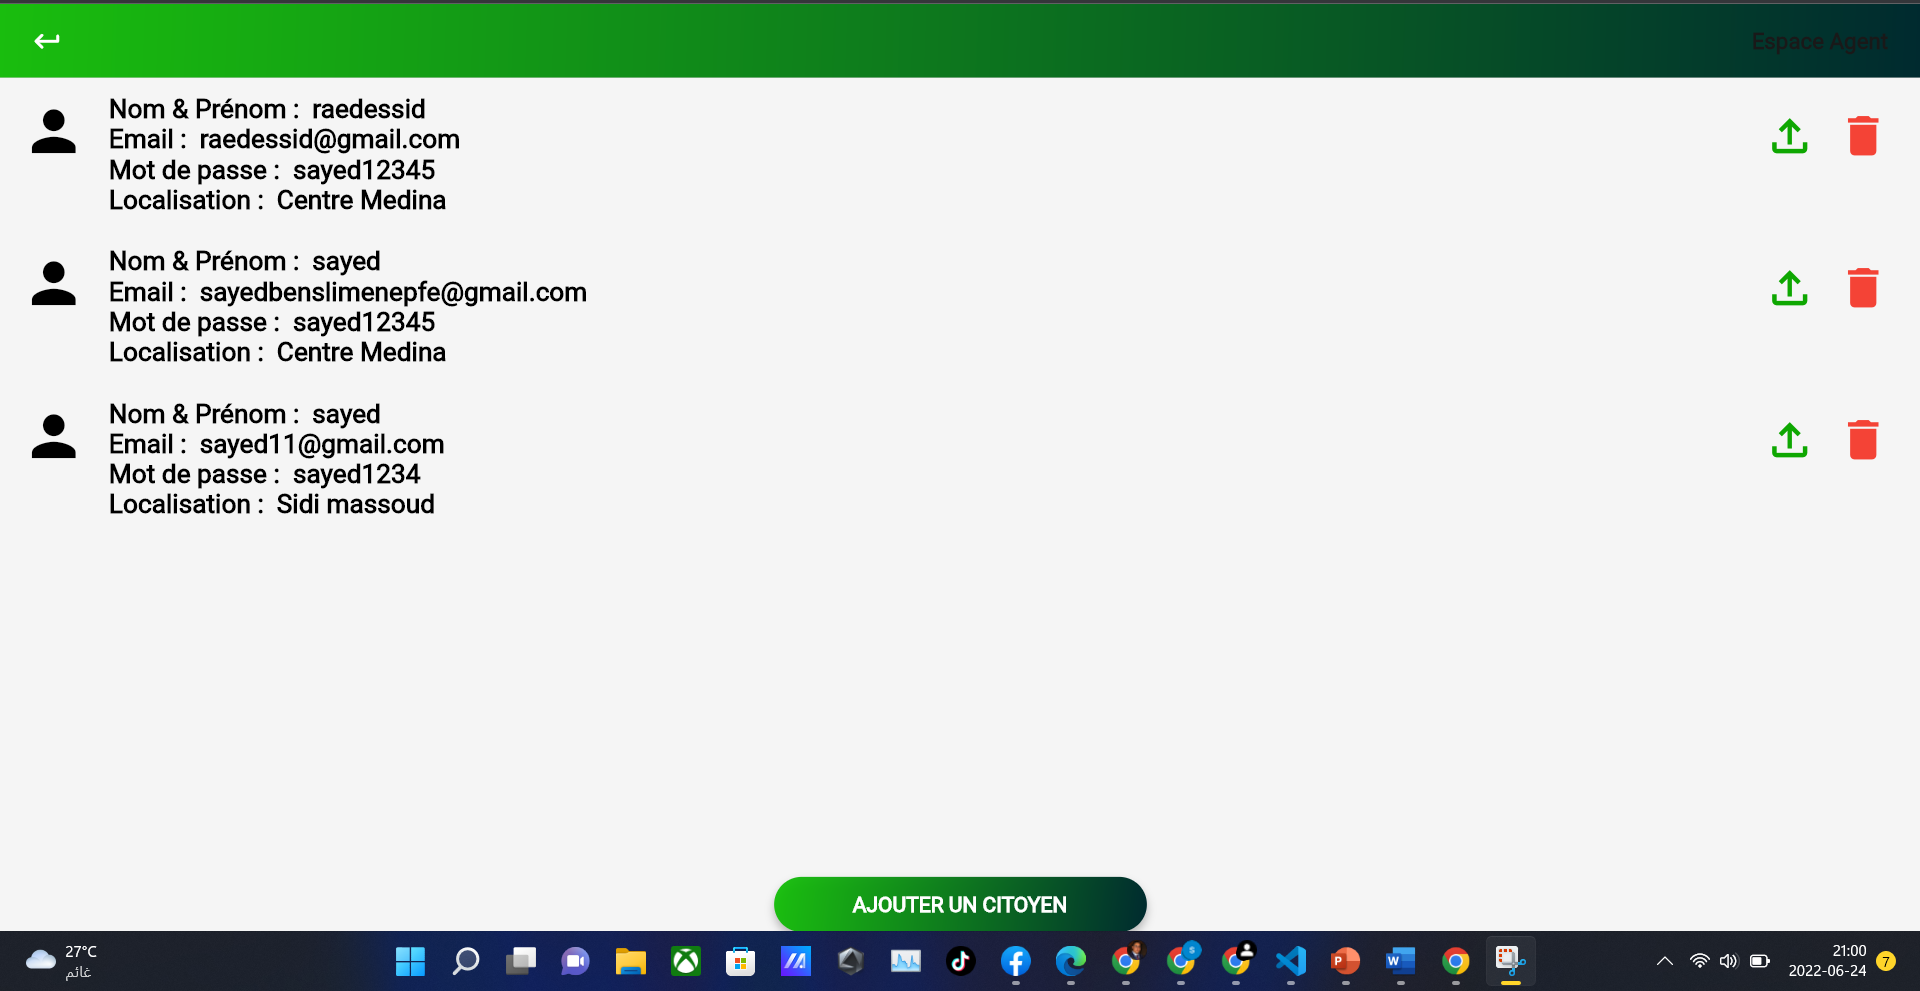 Espace Agent
Nom & Prénom : raedessid
Email : raedessid@gmail.com
Mot de passe : sayed12345
Localisation : Centre Medina
Nom & Prénom : sayed
Email : sayedbenslimenepfe@gmail.com
Mot de passe : sayed12345
Localisation : Centre Medina
Nom & Prénom : sayed
Email : sayed11@gmail.com
Mot de passe : sayed1234
Localisation : Sidi massoud
AJOUTER UN CITOYEN
27°C
غائم
S
P
W
21:00
2022-06-24
7